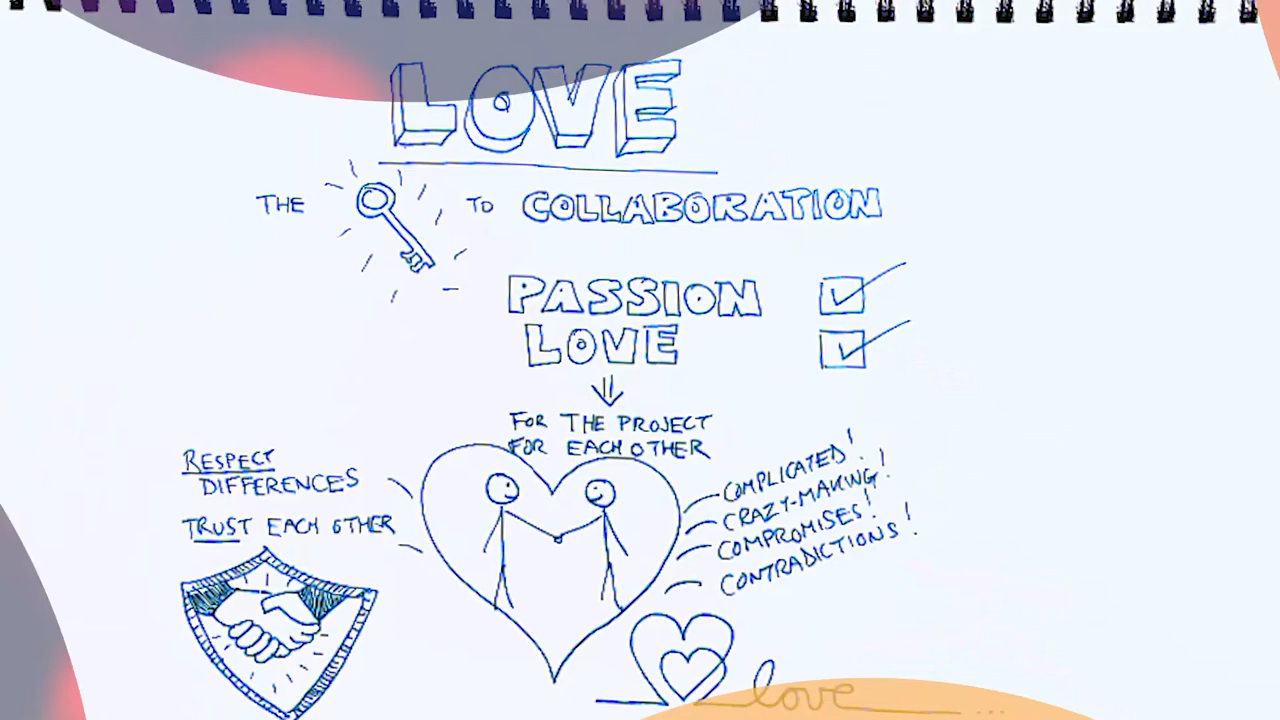 LOVE
THE TO COLLABORATION
PASSION
LOVE
FOR THE PROJECT
FOR EACH OTHER
RESPECT
DIFFERENCES
TRUST EACH OTHER
COMPLICATED!
CRAZY-MAKING!
COMPROMISES!
CONTRADICTIONS!
love...